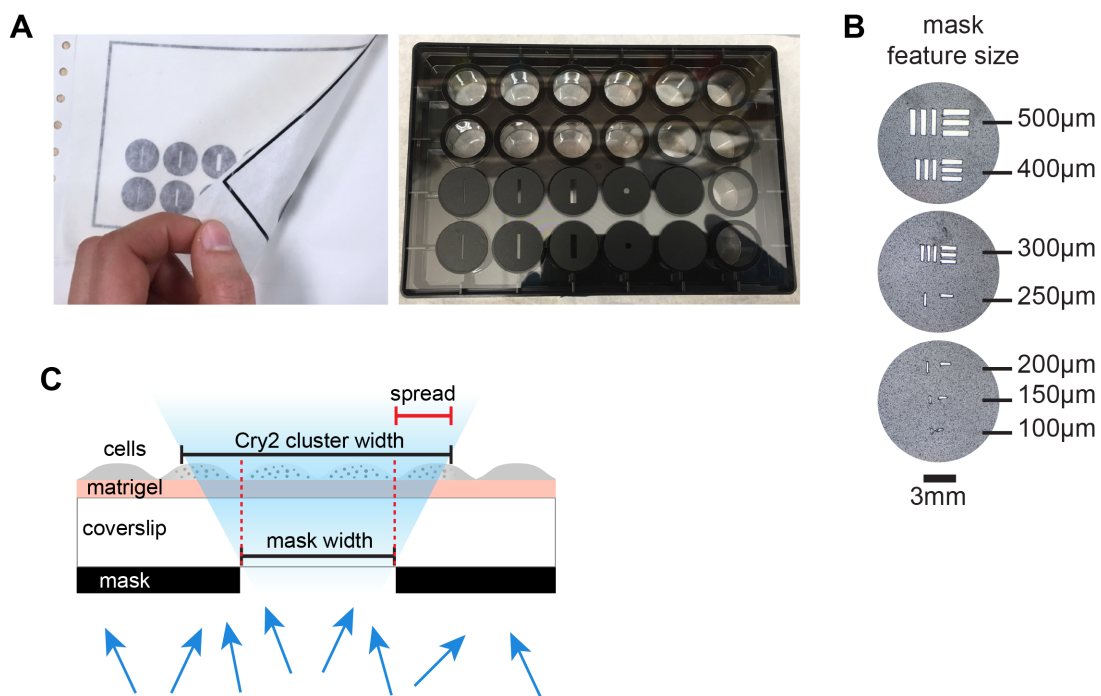 A
B
mask
feature size
500µm
400µm
300µm
250µm
200µm
150µm
100µm
3mm
C
spread
Cry2 cluster width
cells
matrigel
coverslip
mask width
mask